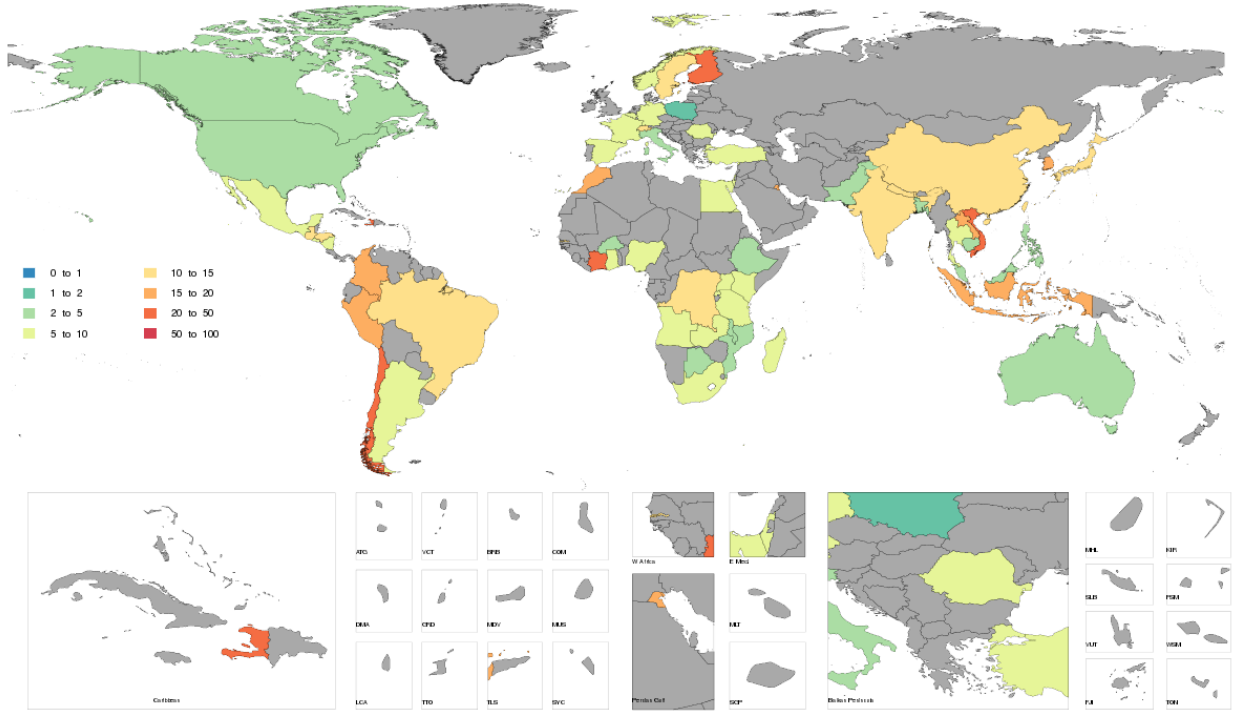 0 to 1
1 to 2
2 to 5
5 to 10
10 to 15
15 to 20
20 to 50
50 to 100
Caribbean
ATG
VCT
BRB
COM
DMA
GRD
MDV
MUS
LCA
TTO
TLS
SYC
W Africa
E Med.
Persian Gulf
MLT
SGP
Balkan Peninsula
MHL
KIR
SLB
FSM
VUT
WSM
FJI
TON